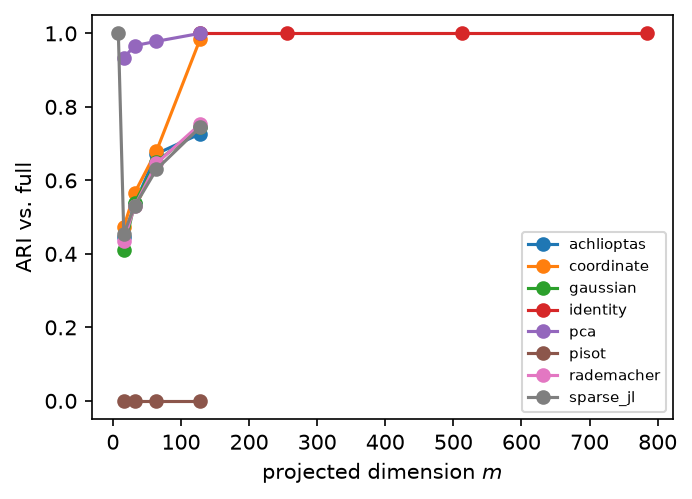 1.0
0.8
0.6
0.4
0.2
0.0
ARI vs. full
achlioptas
coordinate
gaussian
identity
pca
pisot
rademacher
sparse_jl
0 100 200 300 400 500 600 700 800
projected dimension m